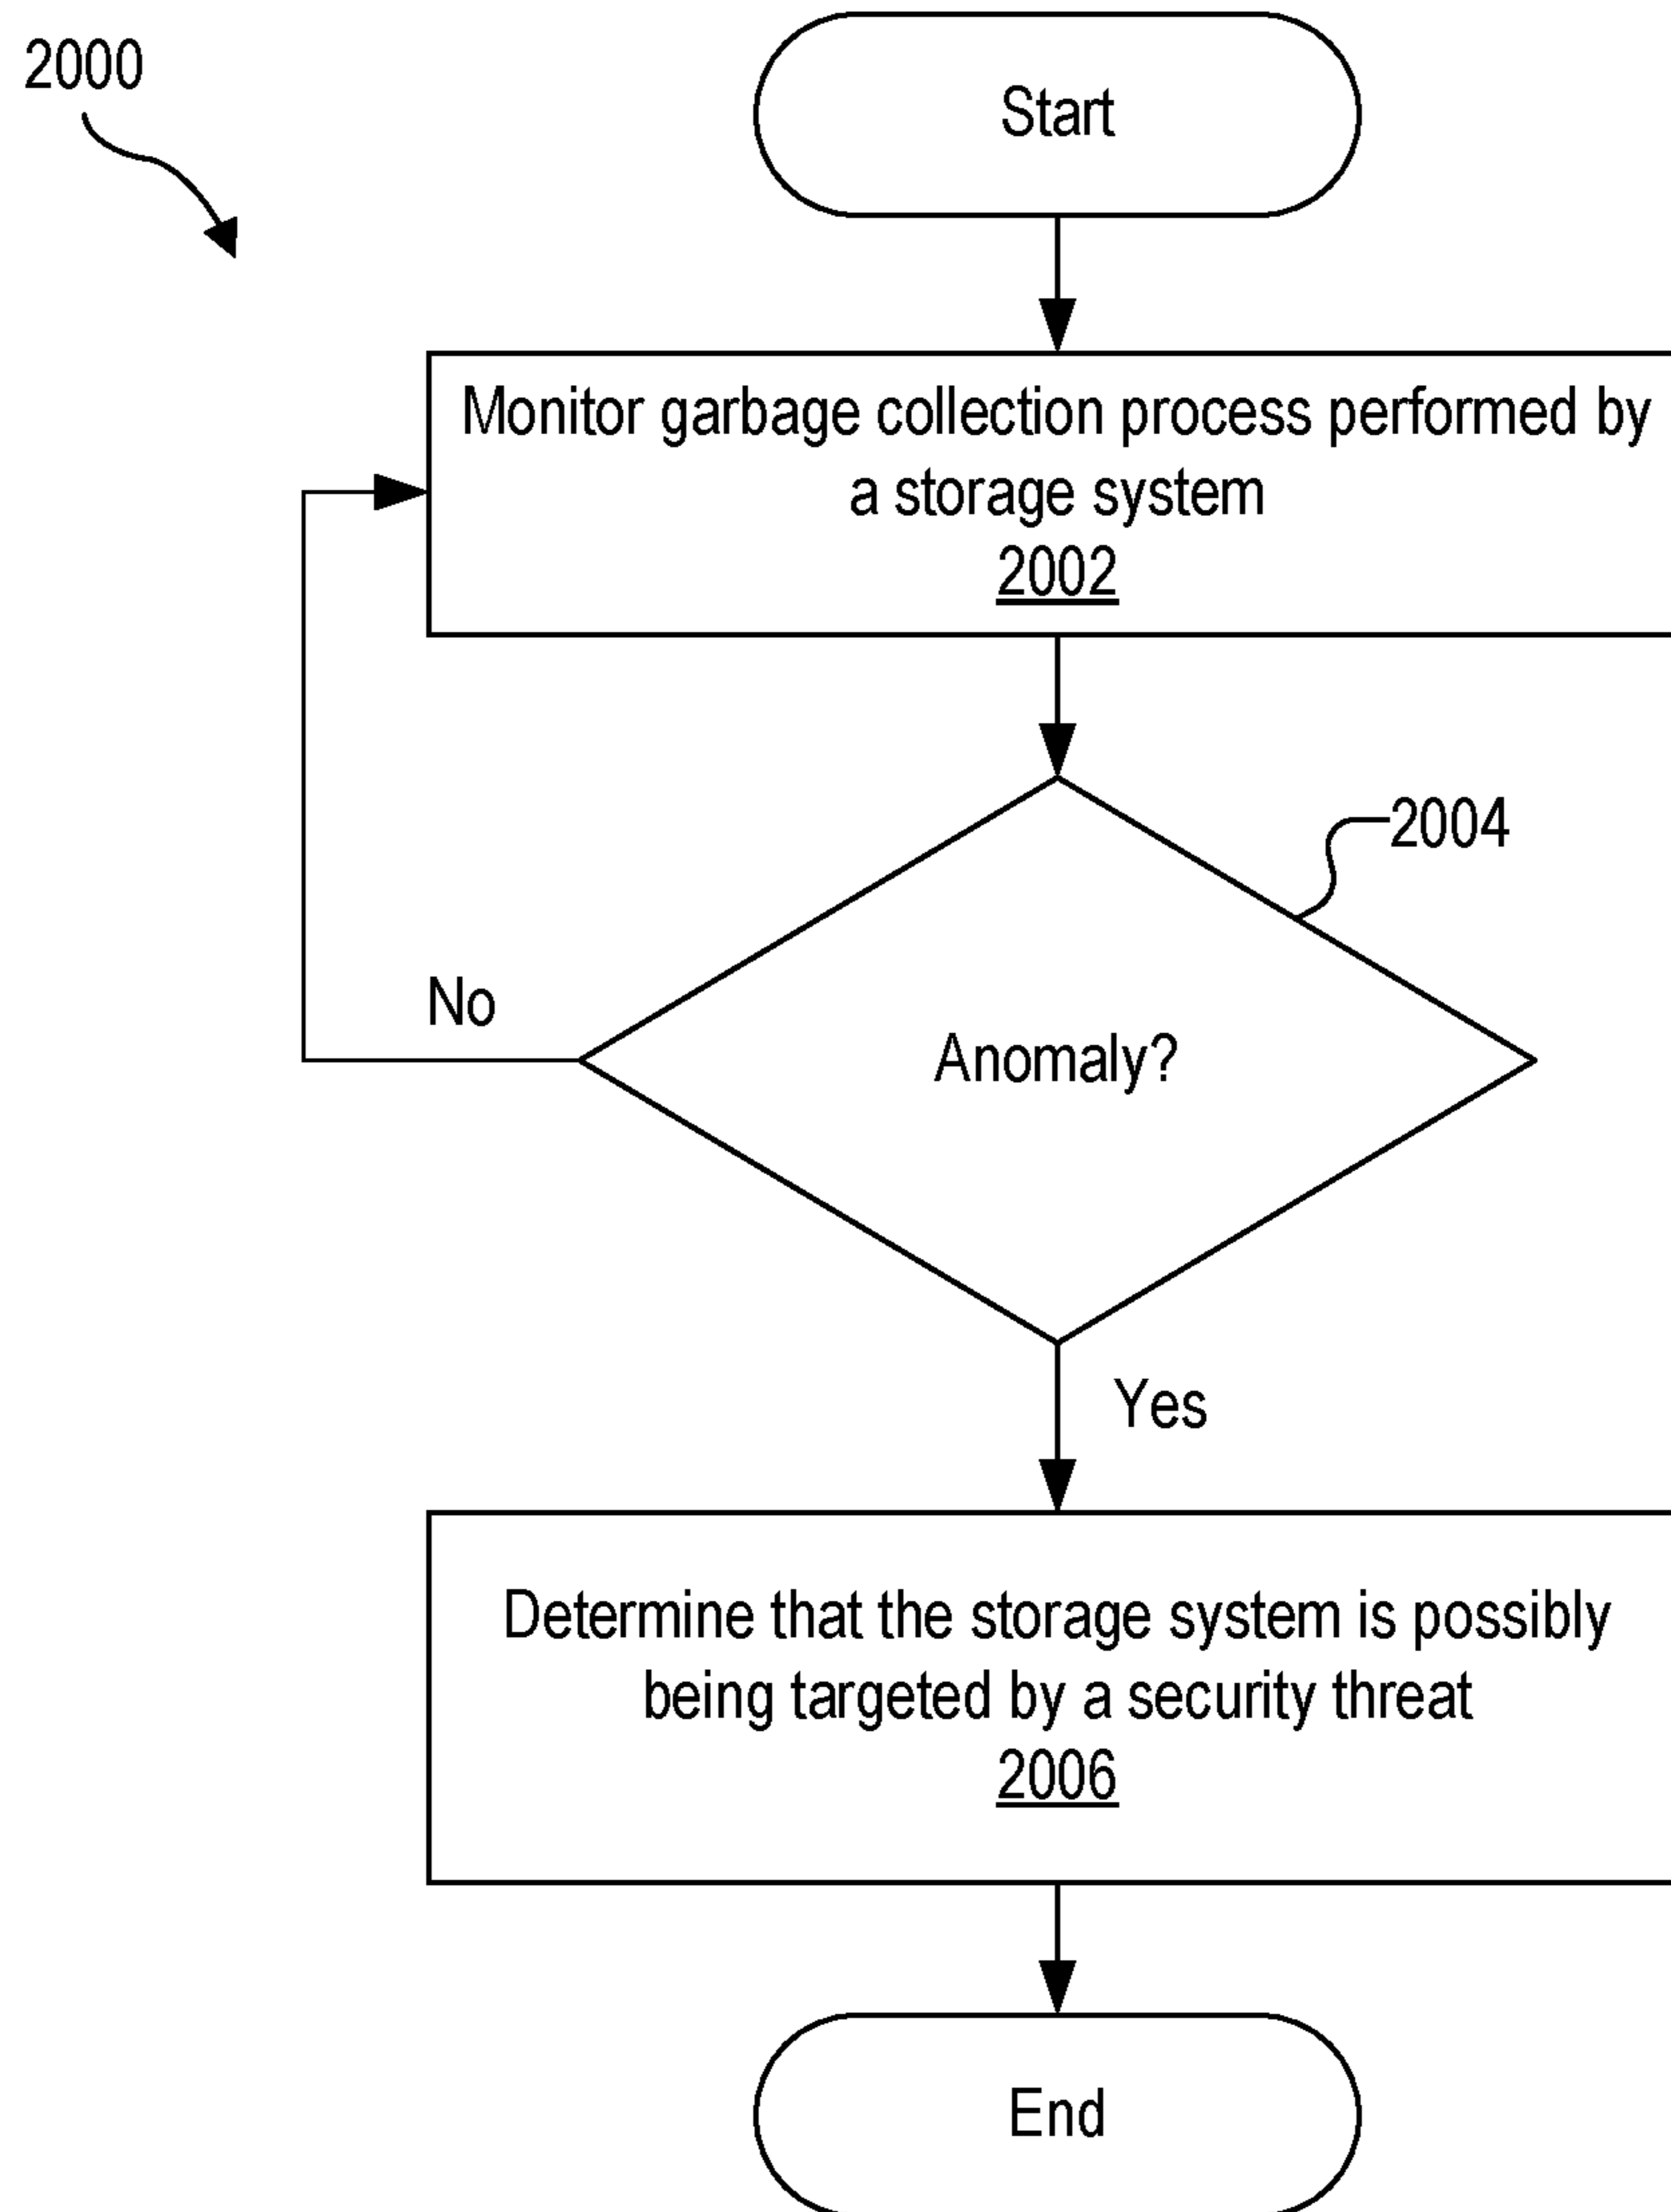 2000
Start
Monitor garbage collection process performed by
a storage system
2002
2004
No
Anomaly?
Yes
Determine that the storage system is possibly
being targeted by a security threat
2006
End